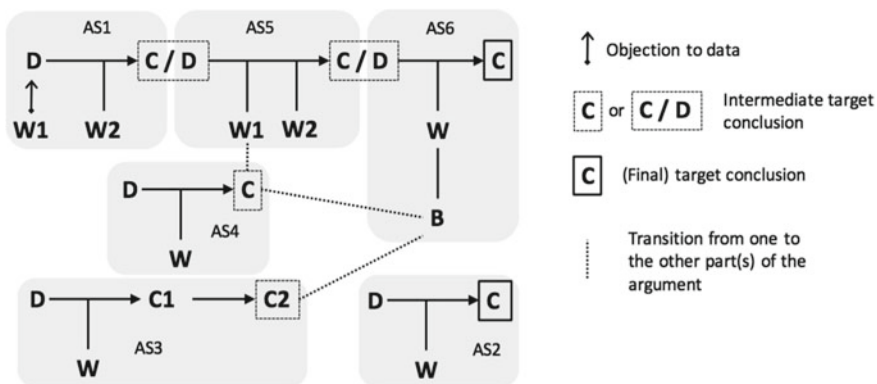 AS1
AS5
AS6
D
C / D
C / D
C
W1
W2
W1
W2
W
D
C
B
AS4
W
D
C1
C2
D
C
AS3
W
W
AS2
Objection to data
C or C / D
Intermediate target
conclusion
C
(Final) target conclusion
Transition from one to
the other part(s) of the
argument